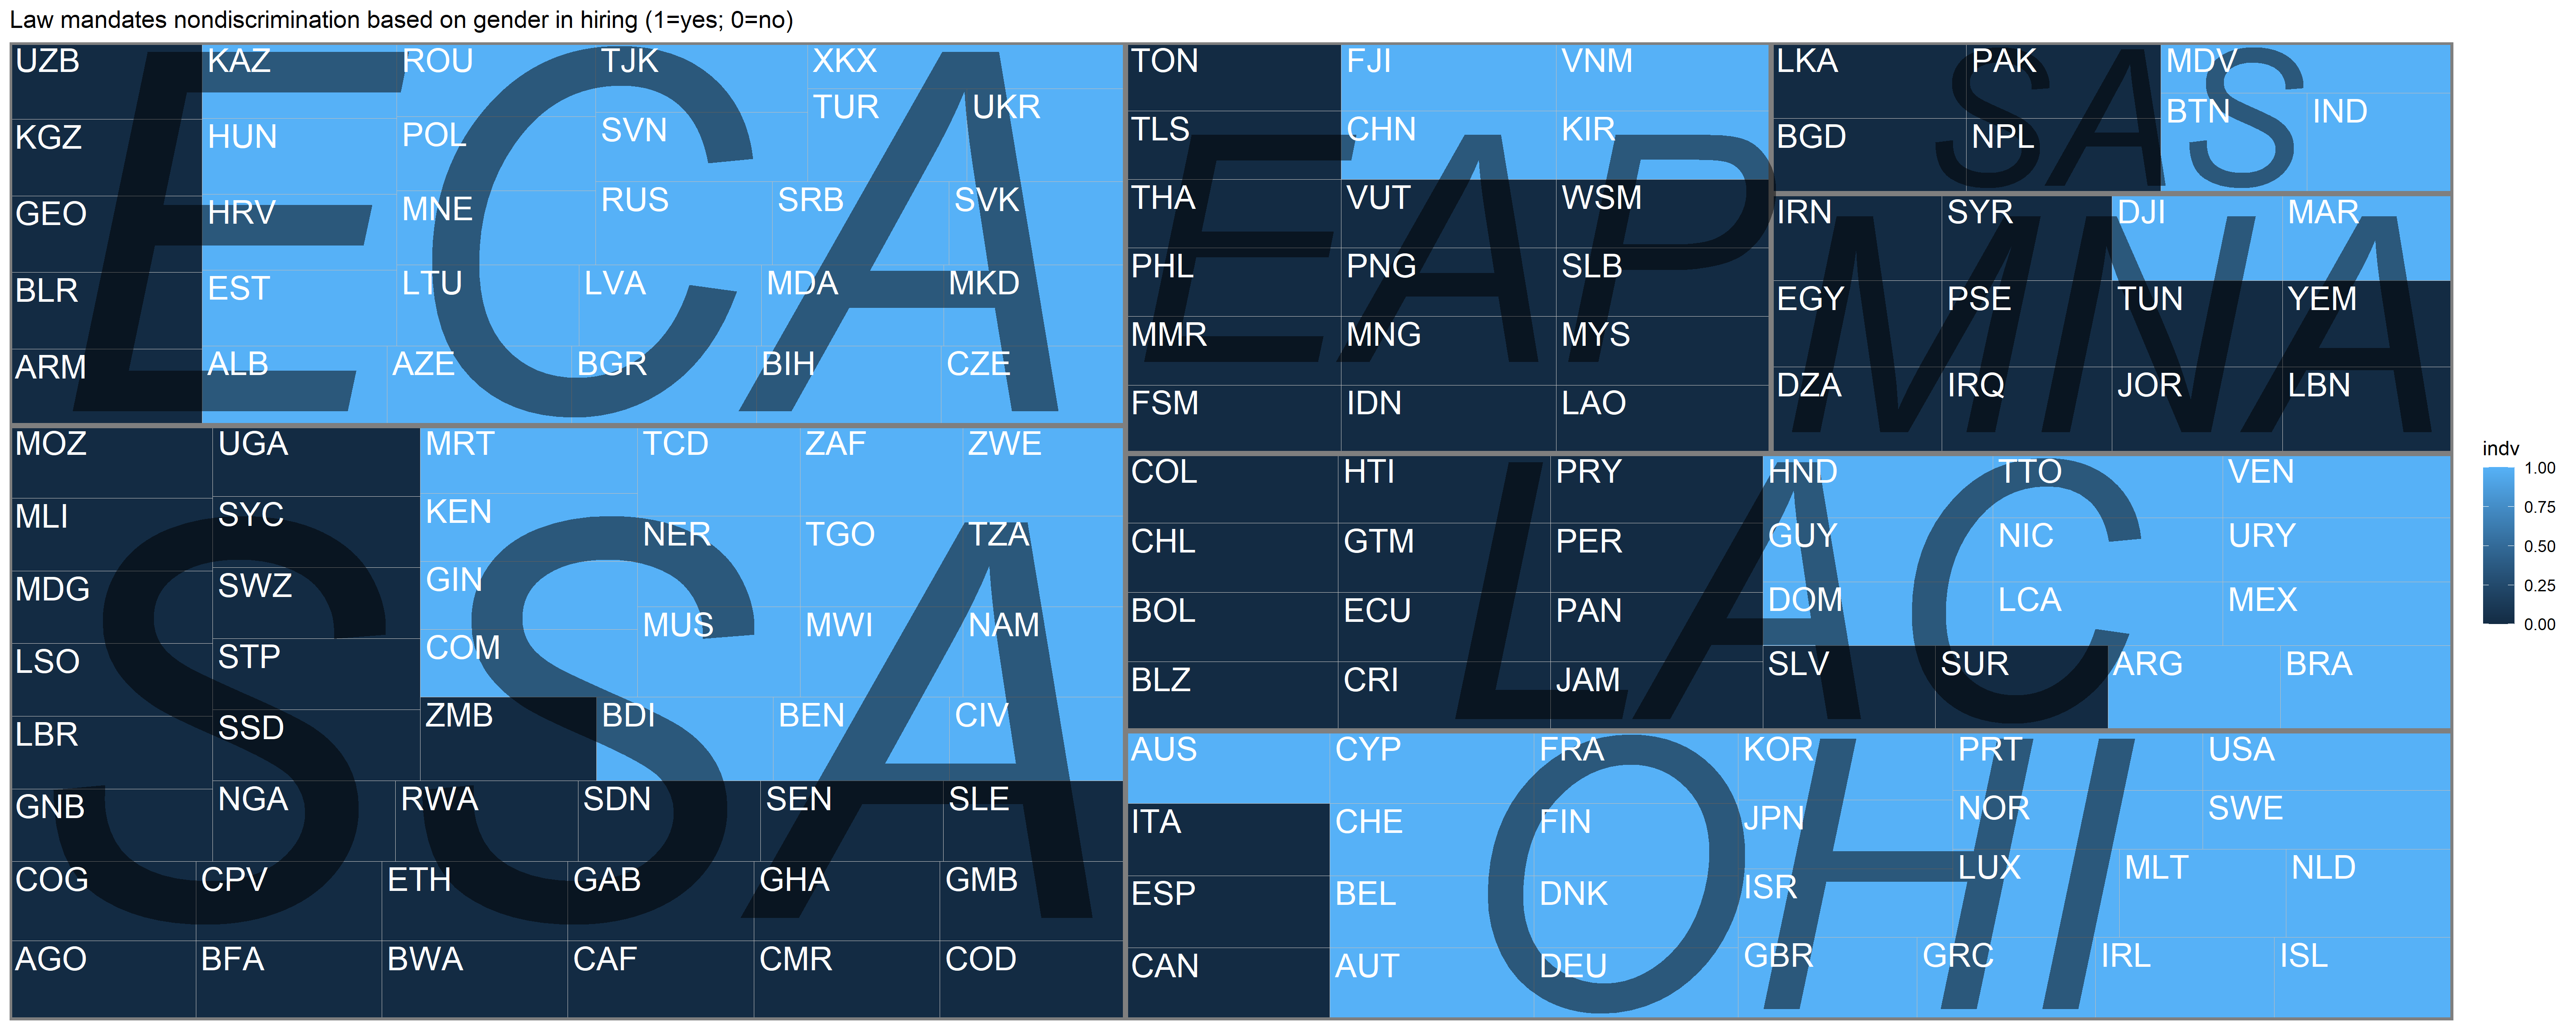 Law mandates nondiscrimination based on gender in hiring (1=yes; 0=no)
UZB KAZ ROU TJK XKX
TUR UKR
KGZ HUN POL SVN
GEO HRV MNE RUS SRB SVK
BLR EST LTU LVA MDA MKD
ARM ALB AZE BGR BIH CZE
ECA
TON FJI VNM
TLS CHN KIR
THA VUT WSM
PHL PNG SLB
MMR MNG MYS
FSM IDN LAO
EAP
LKA PAK MDV
BTN IND
BGD NPL
SAS
IRN SYR DJI MAR
EGY PSE TUN YEM
DZA IRQ JOR LBN
MNA
MOZ UGA MRT TCD ZAF ZWE
MLI SYC KEN NER TGO TZA
MDG SWZ GIN MUS MWI NAM
LSO STP COM
LBR SSD ZMB BDI BEN CIV
GNB NGA RWA SDN SEN SLE
COG CPV ETH GAB GHA GMB
AGO BFA BWA CAF CMR COD
SSA
COL HTI PRY HND TTO VEN
CHL GTM PER GUY NIC URY
BOL ECU PAN DOM LCA MEX
BLZ CRI JAM SLV SUR ARG BRA
LAC
AUS CYP FRA KOR PRT USA
ITA CHE FIN JPN NOR SWE
ESP BEL DNK ISR LUX MLT NLD
CAN AUT DEU GBR GRC IRL ISL
OHI
indv
1.00
0.75
0.50
0.25
0.00